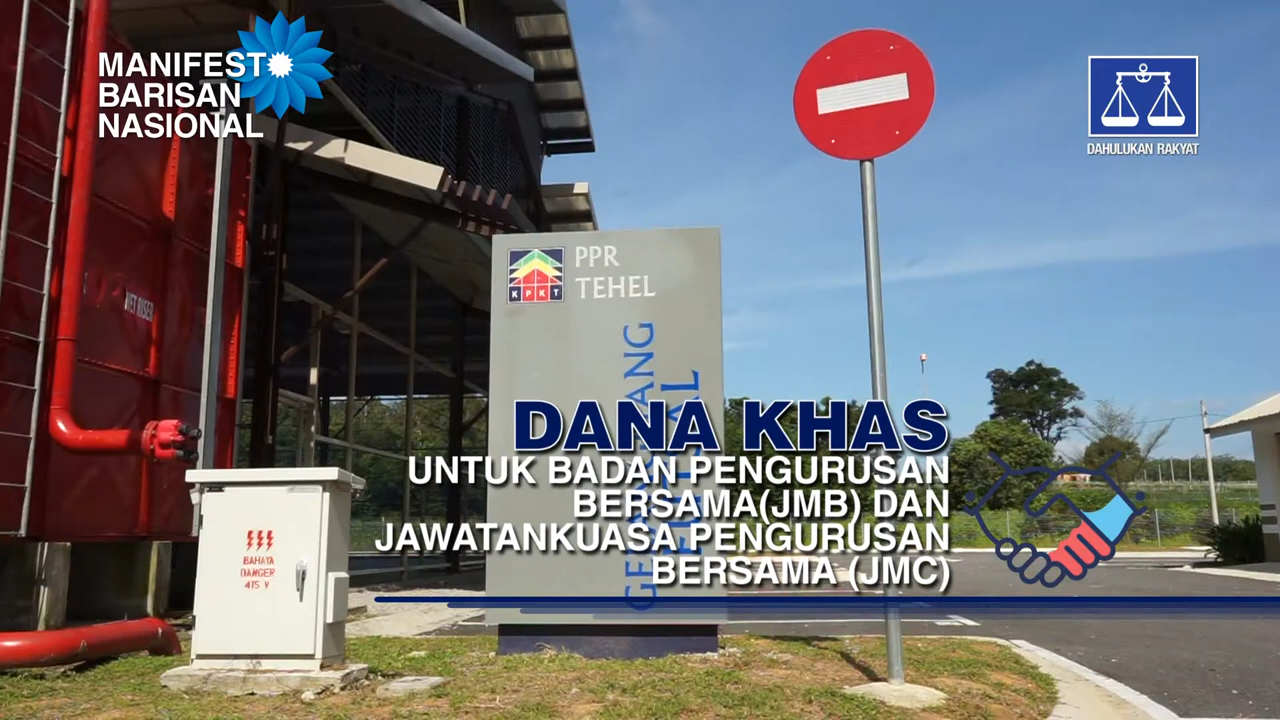 MANIFESTO
BARISAN
NASIONAL
DAHULUKAN RAKYAT
PPR
TEHEL
KPKT
WET RISER
DANA KHAS
UNTUK BADAN PENGURUSAN
BERSAMA(JMB) DAN
JAWATANKUASA PENGURUSAN
BERSAMA (JMC)
BAHAYA
DANGER
415 V